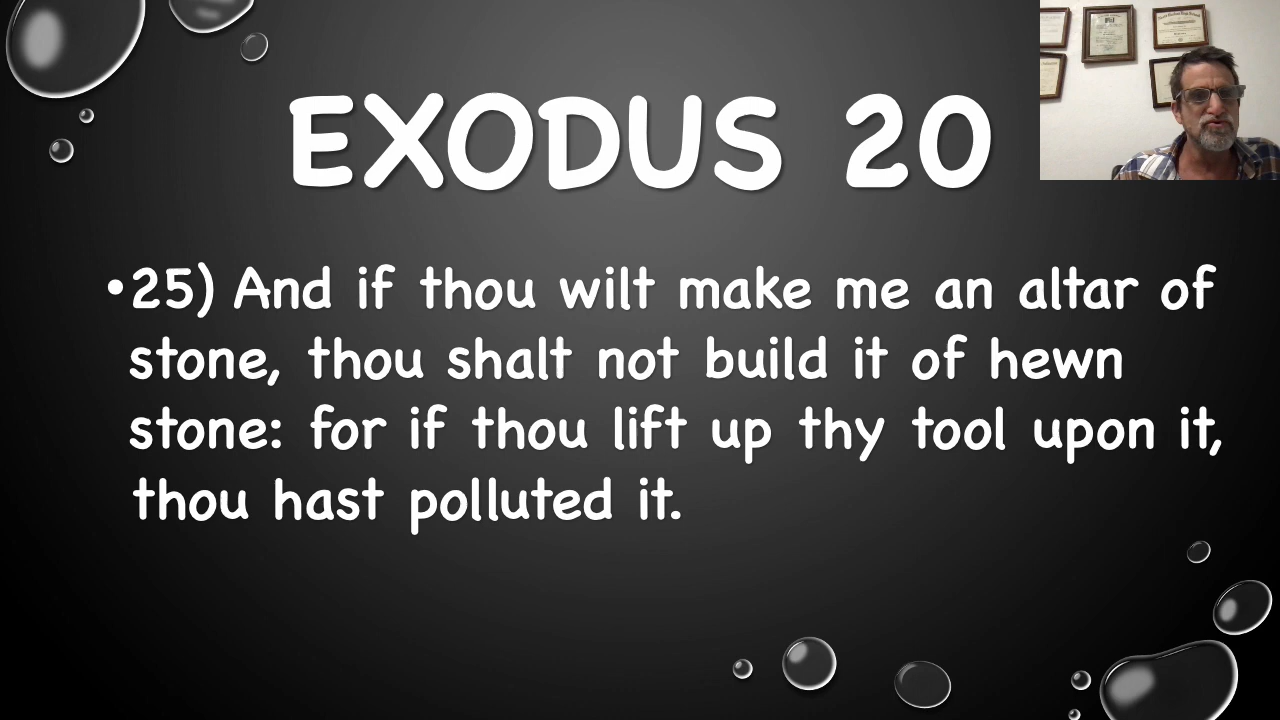 EXODUS 20
•25) And if thou wilt make me an altar of
stone, thou shalt not build it of hewn
stone: for if thou lift up thy tool upon it,
thou hast polluted it.